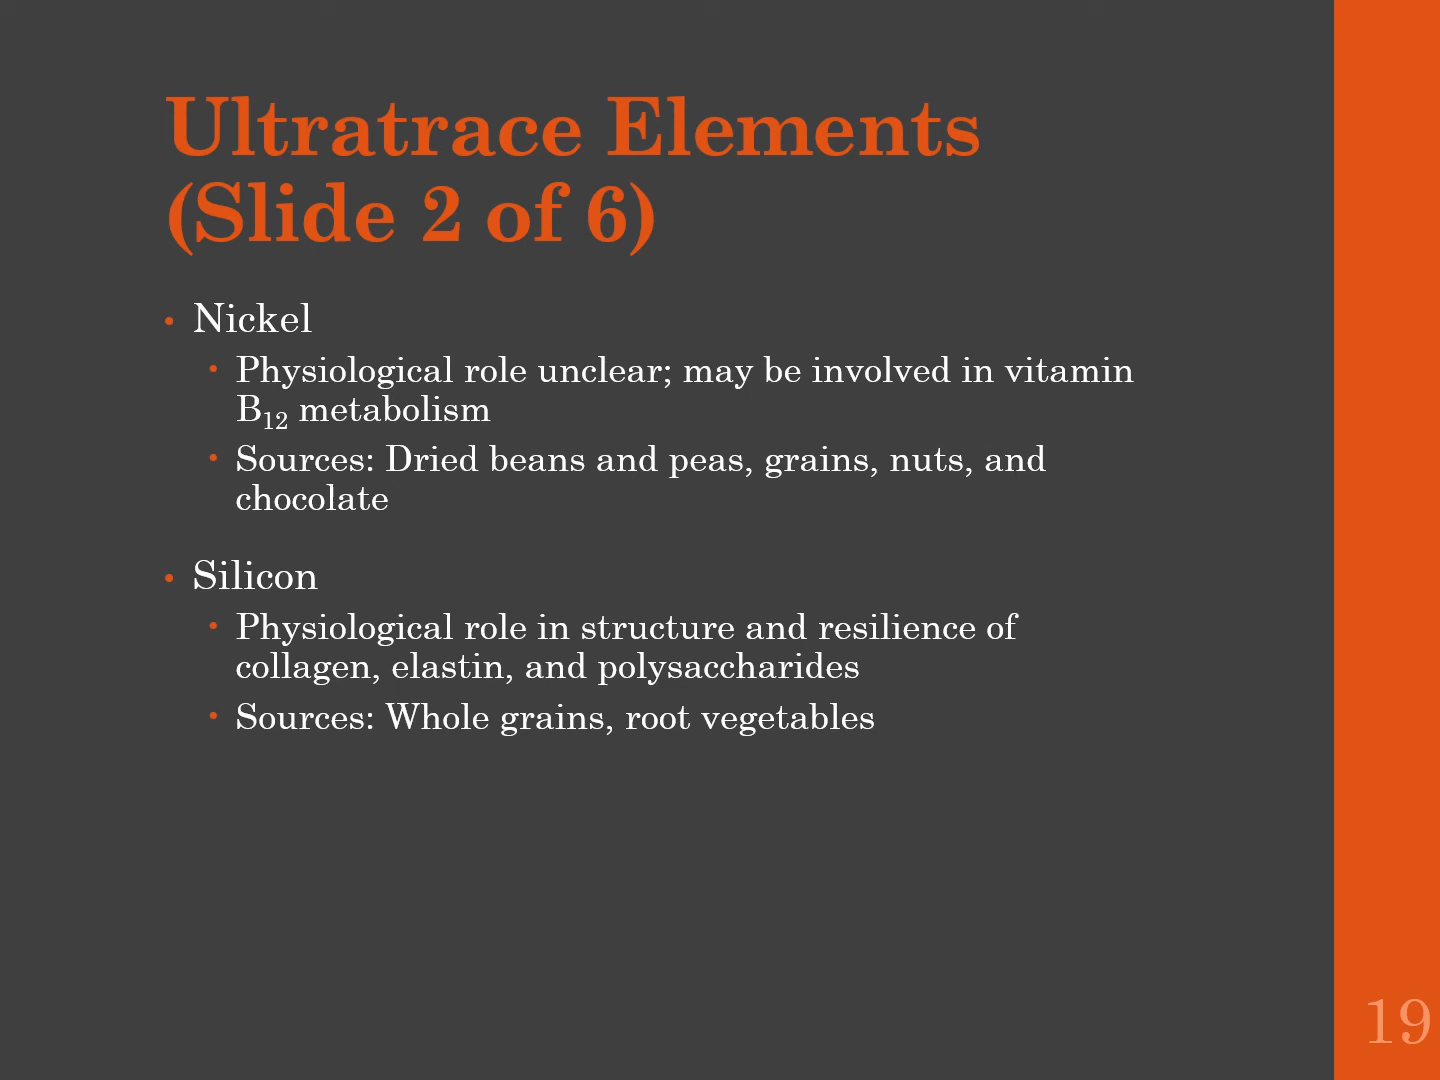 Ultratrace Elements
(Slide 2 of 6)
• Nickel
• Physiological role unclear; may be involved in vitamin
B₁₂ metabolism
• Sources: Dried beans and peas, grains, nuts, and
chocolate
• Silicon
• Physiological role in structure and resilience of
collagen, elastin, and polysaccharides
• Sources: Whole grains, root vegetables
19